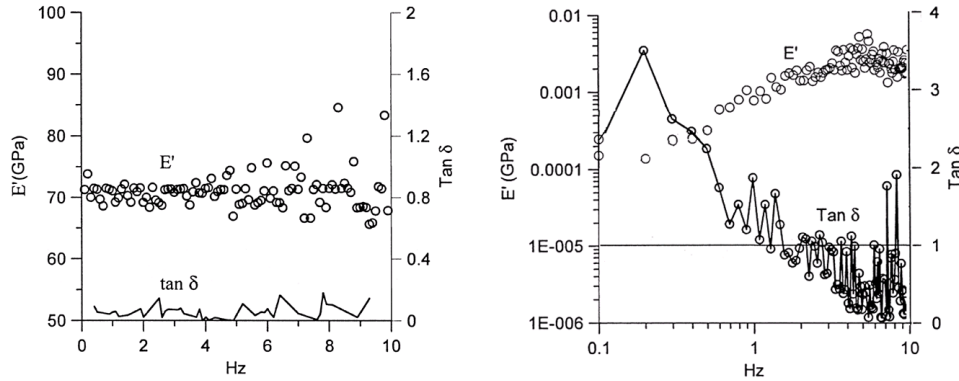 100
90
80
70
60
50
E'(GPa)
E'
tan δ
0 2 4 6 8 10
Hz
2
1.6
1.2
0.8
0.4
0
Tan δ
0.01
0.001
0.0001
1E-005
1E-006
E' (GPa)
E'
Tan δ
0.1 1 10
Hz
4
3
2
1
0
Tan δ